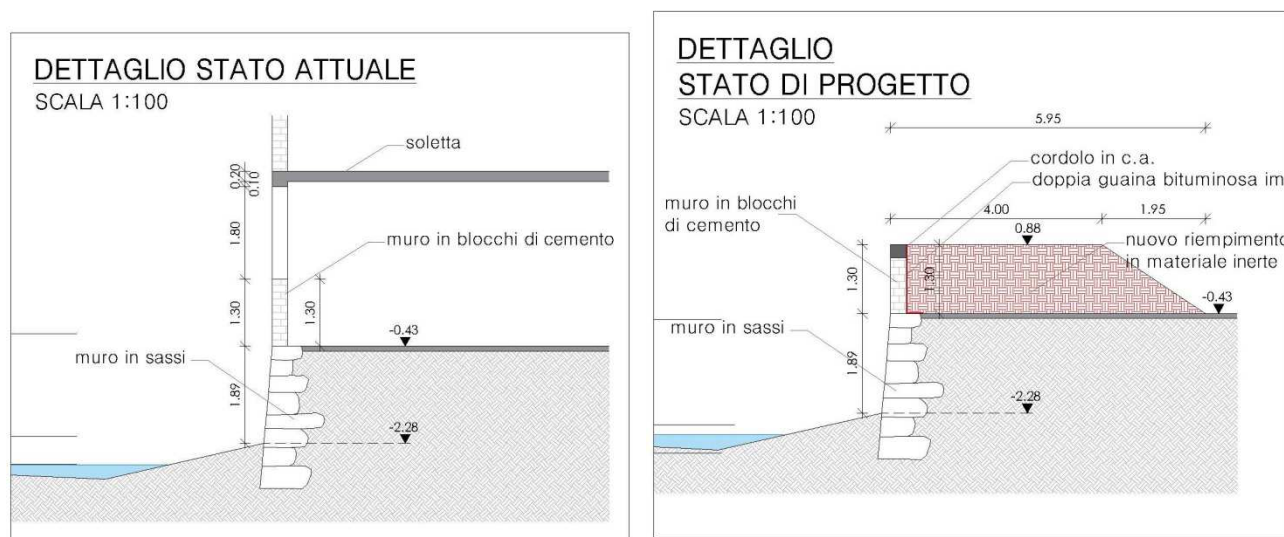 DETTAGLIO STATO ATTUALE
SCALA 1:100
soletta
0.20
0.10
1.80
muro in blocchi di cemento
1.30
1.30
-0.43
muro in sassi
1.89
-2.28
DETTAGLIO
STATO DI PROGETTO
SCALA 1:100
5.95
cordolo in c.a.
doppia guaina bituminosa im
muro in blocchi
di cemento
4.00
1.95
0.88
nuovo riempimento
in materiale inerte
1.30
1.30
-0.43
muro in sassi
1.89
-2.28